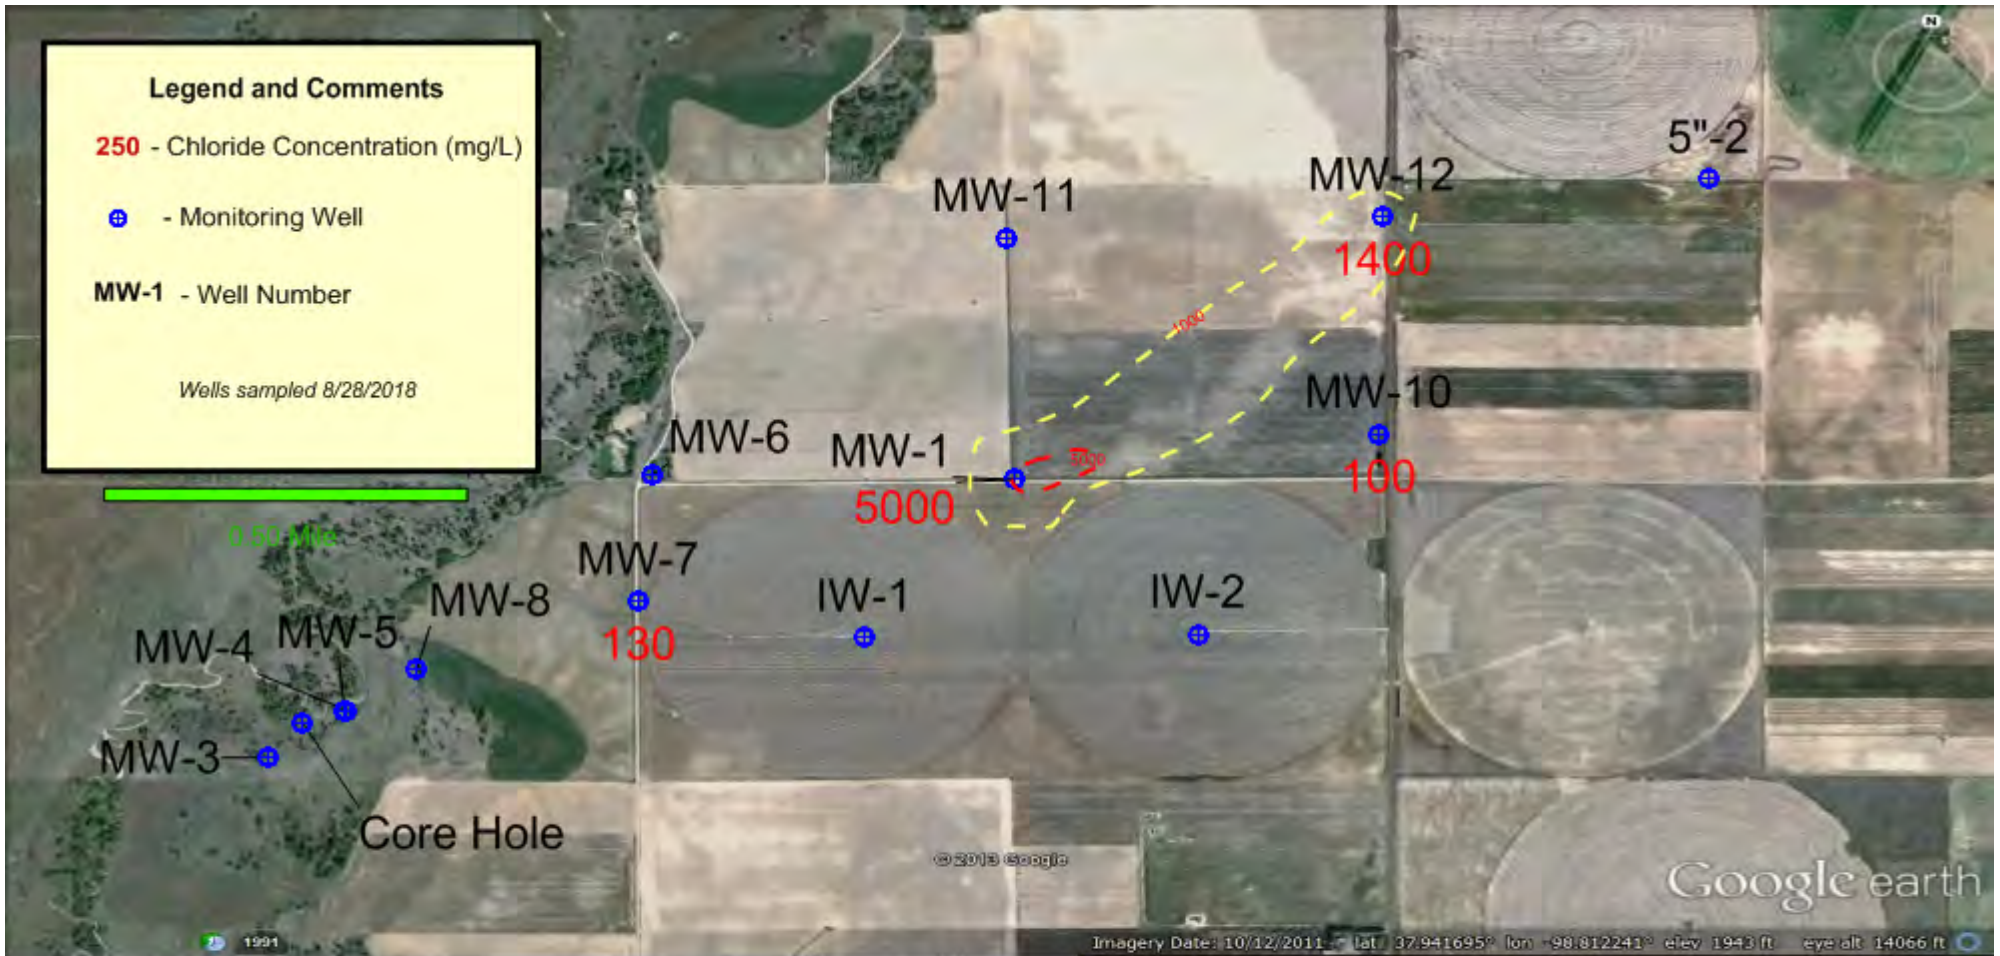 Legend and Comments
250 - Chloride Concentration (mg/L)
- Monitoring Well
MW-1 - Well Number
Wells sampled 8/28/2018
0.50 Mile
N
5"-2
MW-12
1400
MW-11
1000
MW-10
100
MW-6
MW-1
5000
5000
MW-7
130
IW-1
IW-2
MW-8
MW-5
MW-4
MW-3
Core Hole
© 2013 Google
Google earth
1991
Imagery Date: 10/12/2011 lat 37.941695° lon -98.812241° elev 1943 ft eye alt 14066 ft